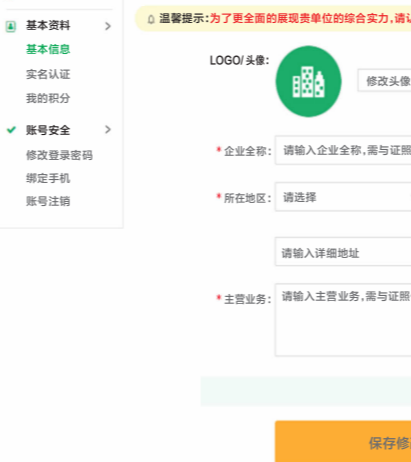 基本资料
基本信息
实名认证
我的积分
账号安全
修改登录密码
绑定手机
账号注销
温馨提示:为了更全面的展现贵单位的综合实力,请
LOGO/头像:
修改头像
*企业全称:
请输入企业全称,需与证照
*所在地区:
请选择
请输入详细地址
*主营业务:
请输入主营业务,需与证照
保存修